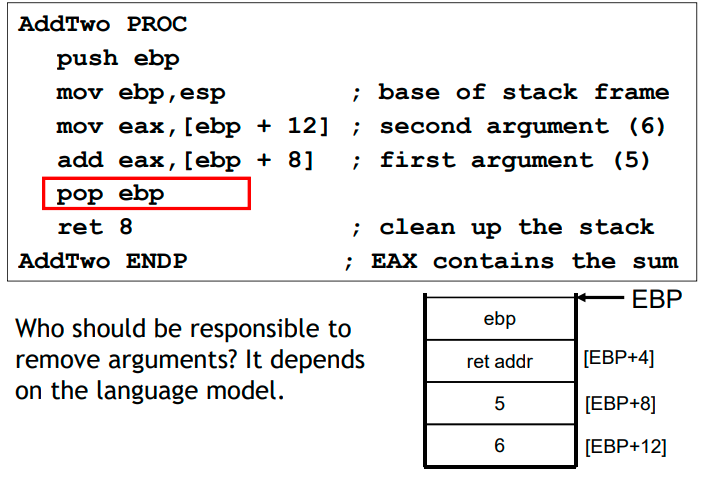 AddTwo PROC
push ebp
mov ebp,esp ; base of stack frame
mov eax,[ebp + 12] ; second argument (6)
add eax,[ebp + 8] ; first argument (5)
pop ebp
ret 8 ; clean up the stack
AddTwo ENDP ; EAX contains the sum
Who should be responsible to
remove arguments? It depends
on the language model.
EBP
ebp
ret addr [EBP+4]
5 [EBP+8]
6 [EBP+12]